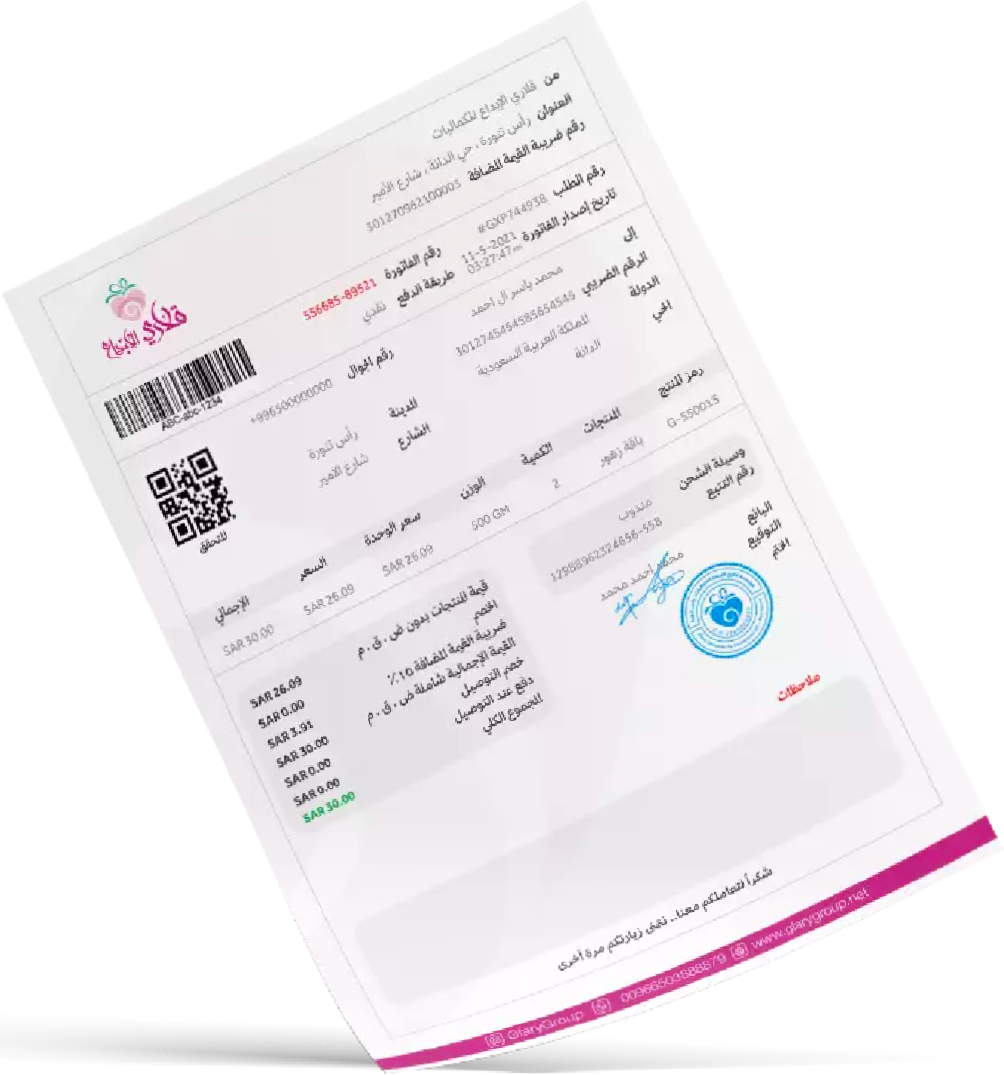 من قلاري الإبداع للكماليات
العنوان رأس تنورة ، حي الدانة , شارع الأمير
رقم ضريبة القيمة المضافة 301270962100003
رقم الطلب #GXP744938
تاريخ إصدار الفاتورة 11-5-2021 03:27:47
رقم الفاتورة 556685-89521
طريقة الدفع نقدي
قلاري الإبداع
ABC-abc-1234
إلى محمد ياسر آل احمد
الرقم الضريبي 3012745454585654545
الدولة المملكة العربية السعودية
الحي الدانة
رقم الجوال +996500000000
المدينة رأس تنورة
الشارع شارع الامير
للتحقق
رمز المنتج المنتجات الكمية الوزن سعر الوحدة السعر الإجمالي
G-550015 باقة زهور 2 500 GM SAR 26.09 SAR 26.09 SAR 30.00
وسيلة الشحن مندوب
رقم التتبع 12958962324656-558
البائع محمد أحمد محمد
التوقيع
الختم
قيمة المنتجات بدون ض . ق . م SAR 26.09
الخصم SAR 0.00
ضريبة القيمة المضافة 15٪ SAR 3.91
القيمة الإجمالية شاملة ض . ق . م SAR 30.00
خصم التوصيل SAR 0.00
دفع عند التوصيل SAR 0.00
المجموع الكلي SAR 30.00
ملاحظات
شكراً لتعاملكم معنا.. نتمنى زيارتكم مرة أخرى
GlaryGroup 00966503588879 www.glarygroup.net